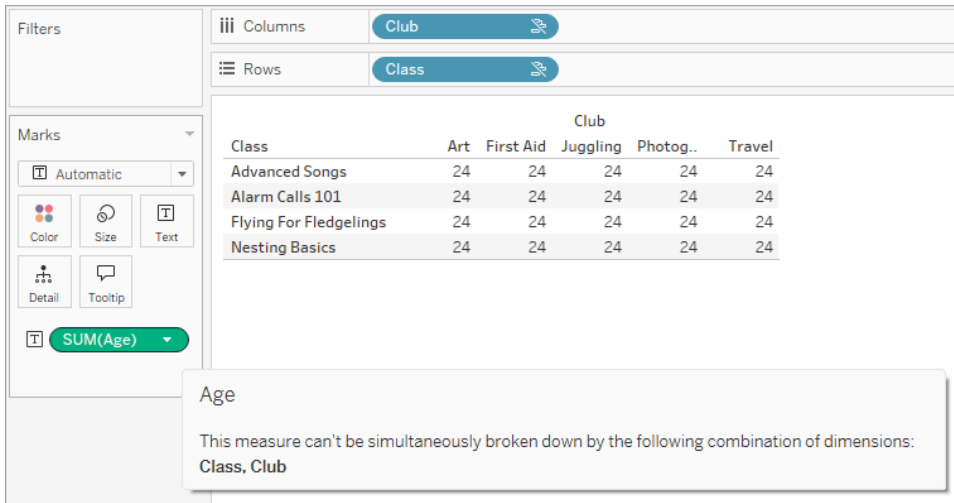 Filters
Columns
Club
Rows
Class
Marks
Automatic
Color
Size
Text
Detail
Tooltip
SUM(Age)
Club
Class Art First Aid Juggling Photog.. Travel
Advanced Songs 24 24 24 24 24
Alarm Calls 101 24 24 24 24 24
Flying For Fledgelings 24 24 24 24 24
Nesting Basics 24 24 24 24 24
Age
This measure can't be simultaneously broken down by the following combination of dimensions:
Class, Club